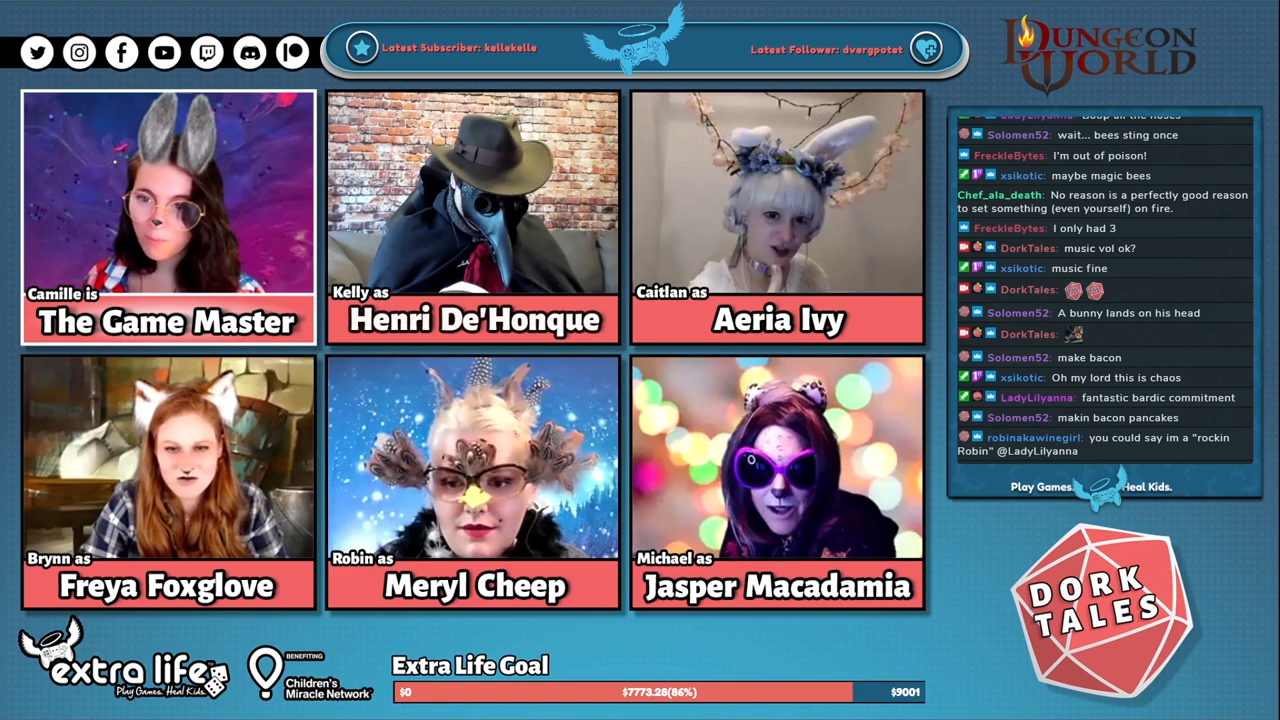 Latest Subscriber: kellekelle
Latest Follower: dvergpotet
DUNGEON
WORLD
Camille is
The Game Master
Kelly as
Henri De'Honque
Caitlan as
Aeria Ivy
Brynn as
Freya Foxglove
Robin as
Meryl Cheep
Michael as
Jasper Macadamia
LadyLilyanna: Boop all the noses
Solomen52: wait... bees sting once
FreckleBytes: I'm out of poison!
xsikotic: maybe magic bees
Chef_ala_death: No reason is a perfectly good reason
to set something (even yourself) on fire.
FreckleBytes: I only had 3
DorkTales: music vol ok?
xsikotic: music fine
DorkTales:
Solomen52: A bunny lands on his head
DorkTales:
Solomen52: make bacon
xsikotic: Oh my lord this is chaos
LadyLilyanna: fantastic bardic commitment
Solomen52: makin bacon pancakes
robinakawinegirl: you could say im a "rockin
Robin" @LadyLilyanna
Play Games. Heal Kids.
DORK
TALES
extra life
Play Games. Heal Kids.
BENEFITING
Children's
Miracle Network
Extra Life Goal
$0 $7773.28(86%) $9001